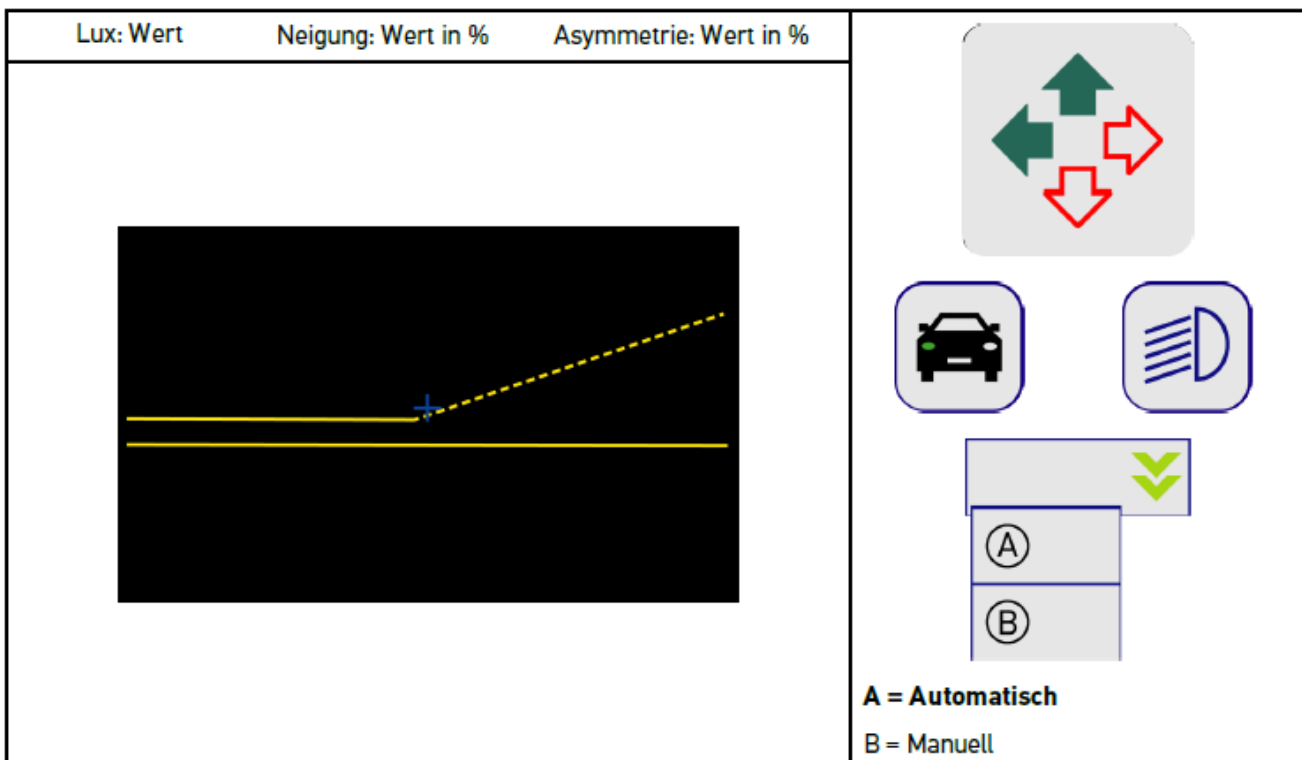 Lux: Wert Neigung: Wert in % Asymmetrie: Wert in %
A
B
A = Automatisch
B = Manuell